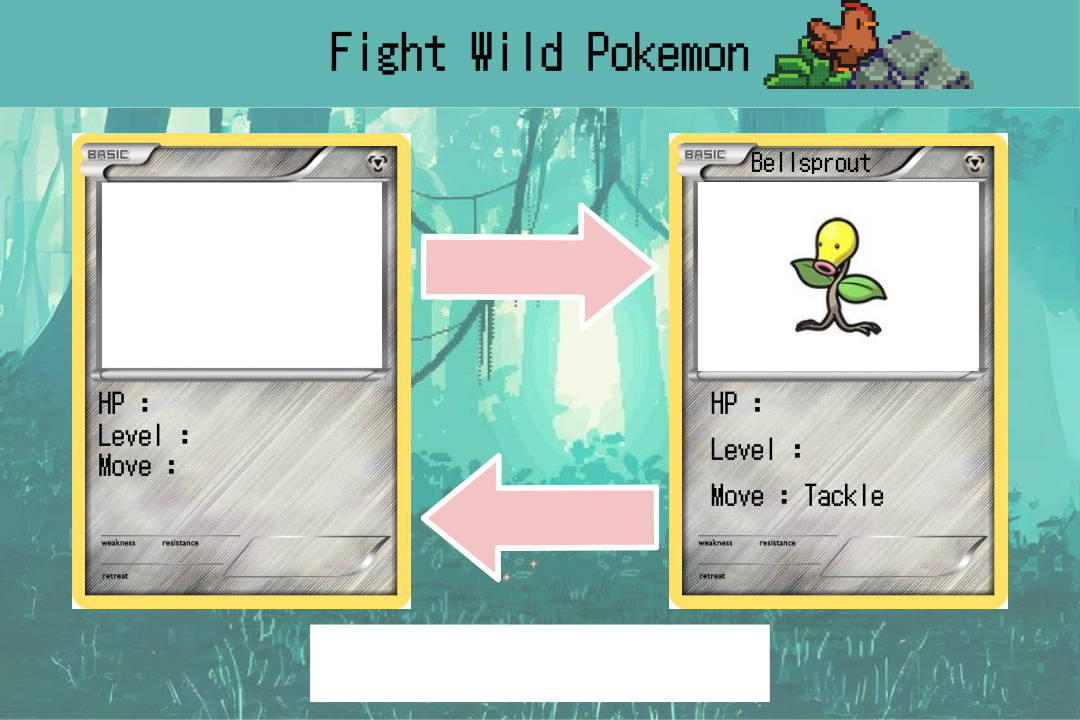 Fight Wild Pokemon
BASIC
HP :
Level :
Move :
weakness resistance
retreat
BASIC
Bellsprout
HP :
Level :
Move : Tackle
weakness resistance
retreat